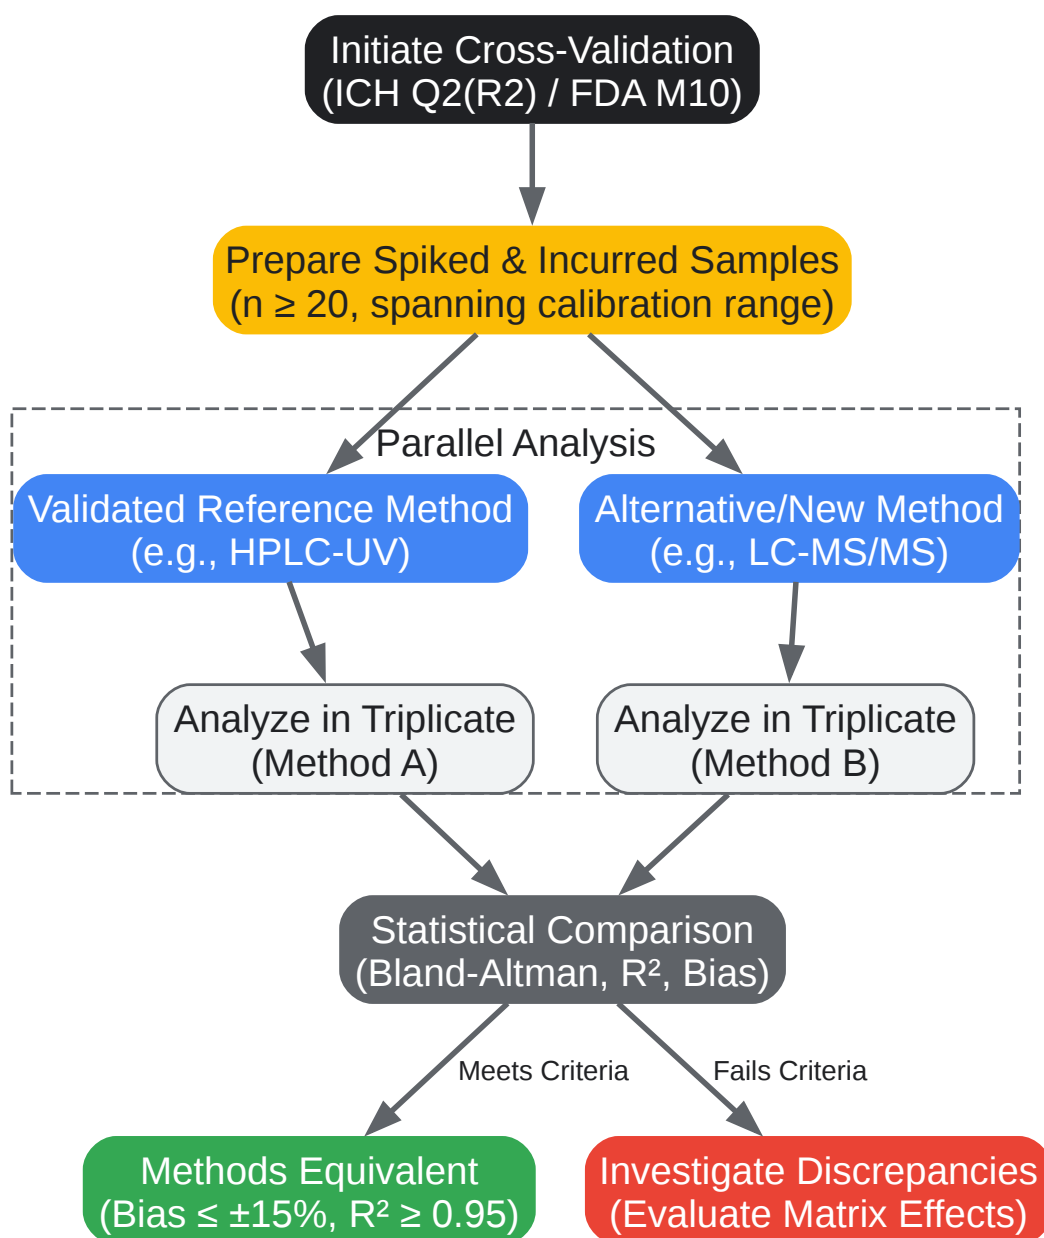 Initiate Cross-Validation
(ICH Q2(R2) / FDA M10)
Prepare Spiked & Incurred Samples
(n ≥ 20, spanning calibration range)
Parallel Analysis
Validated Reference Method
(e.g., HPLC-UV)
Alternative/New Method
(e.g., LC-MS/MS)
Analyze in Triplicate
(Method A)
Analyze in Triplicate
(Method B)
Statistical Comparison
(Bland-Altman, R², Bias)
Meets Criteria
Fails Criteria
Methods Equivalent
(Bias ≤ ±15%, R² ≥ 0.95)
Investigate Discrepancies
(Evaluate Matrix Effects)